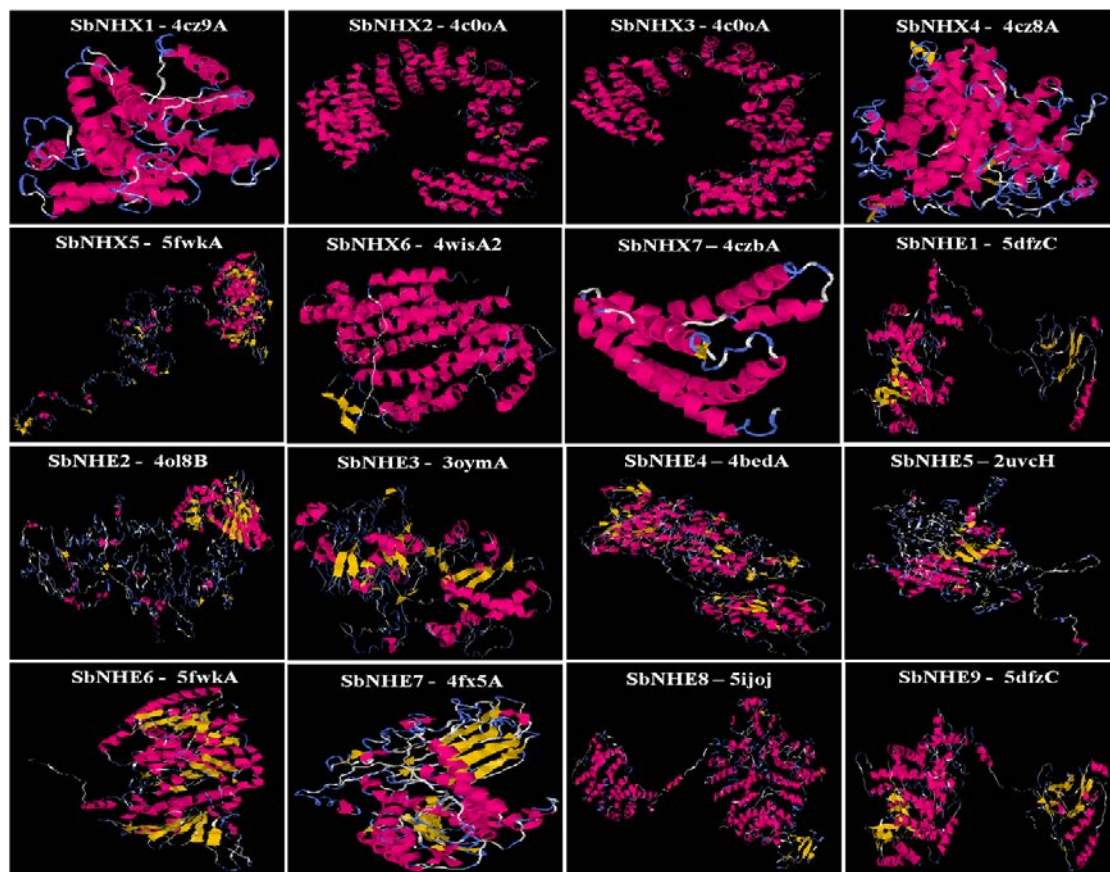 SbNHX1 - 4cz9A
SbNHX2 - 4c0oA
SbNHX3 - 4c0oA
SbNHX4 - 4cz8A
SbNHX5 - 5fwkA
SbNHX6 - 4wisA2
SbNHX7 – 4czbA
SbNHE1 - 5dfzC
SbNHE2 - 4ol8B
SbNHE3 - 3oymA
SbNHE4 – 4bedA
SbNHE5 – 2uvcH
SbNHE6 - 5fwkA
SbNHE7 - 4fx5A
SbNHE8 – 5ijoj
SbNHE9 - 5dfzC